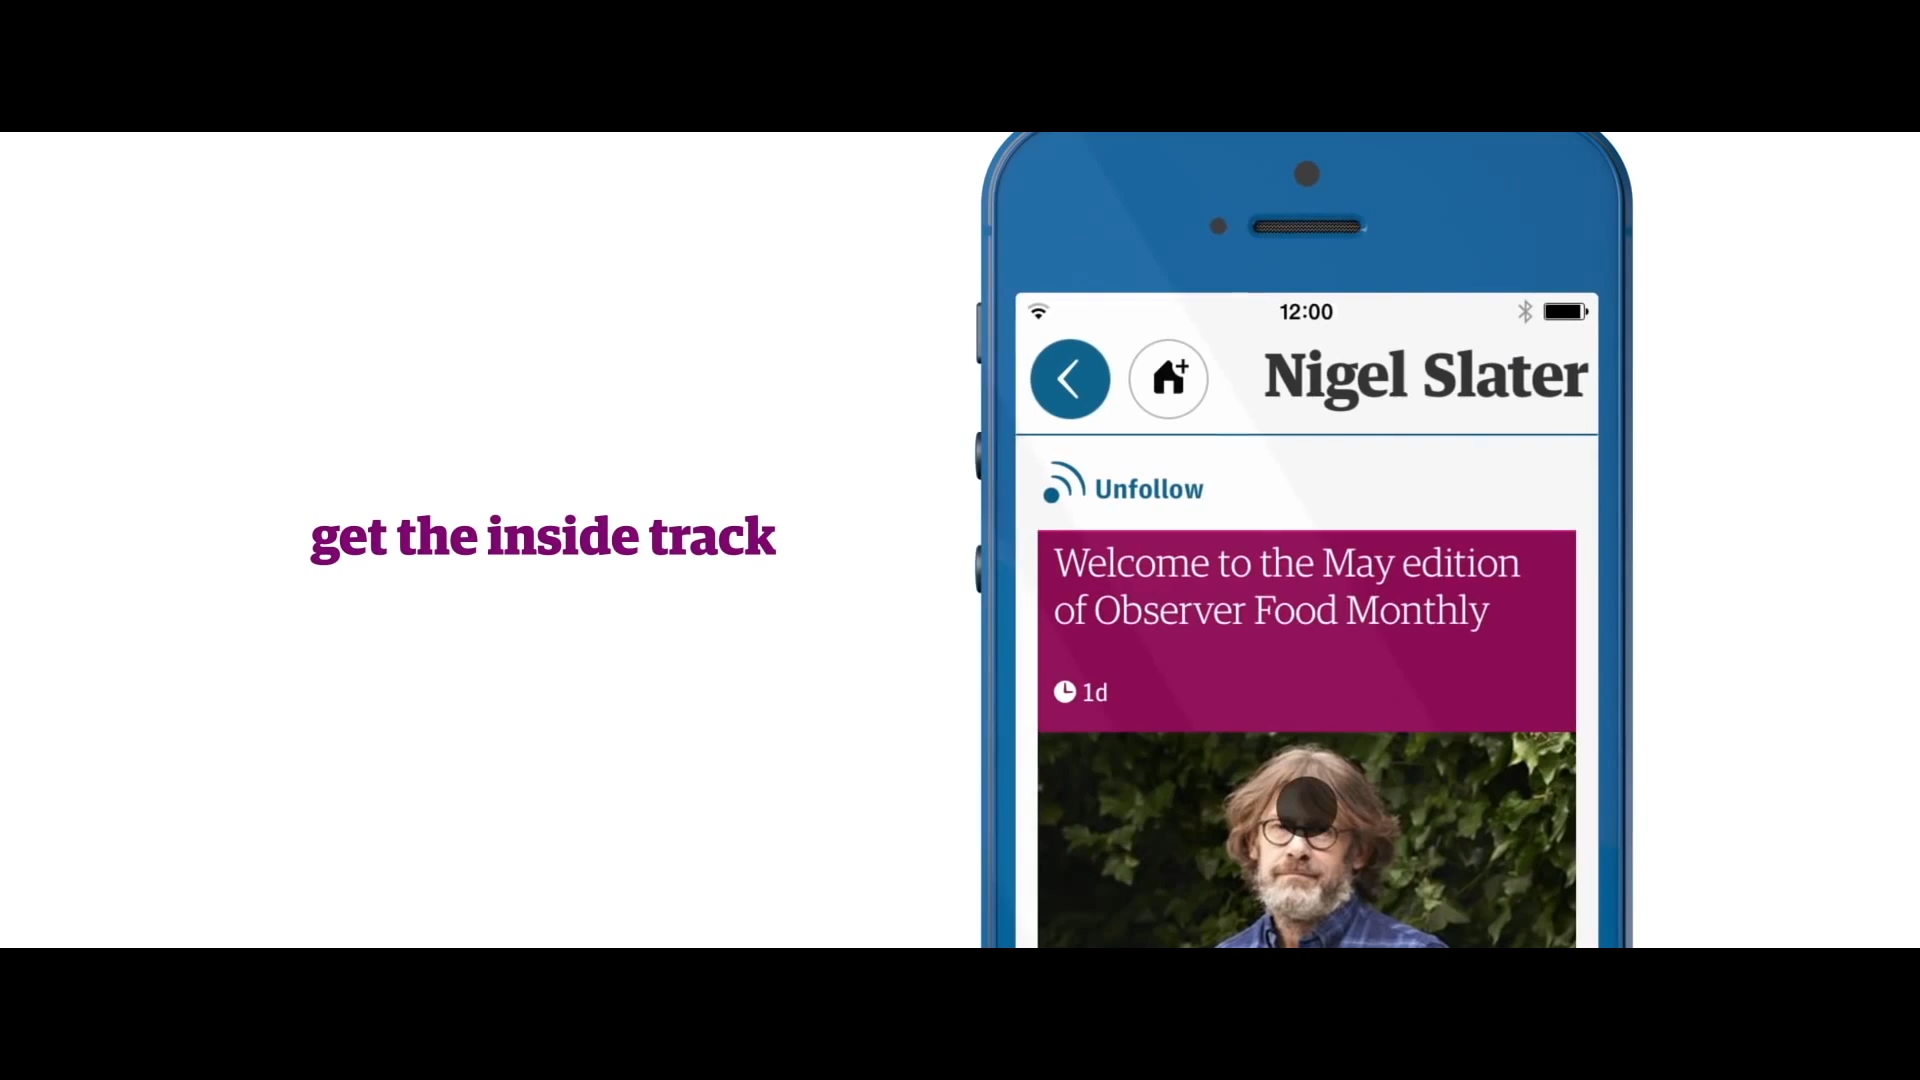 get the inside track
12:00
Nigel Slater
Unfollow
Welcome to the May edition
of Observer Food Monthly
1d